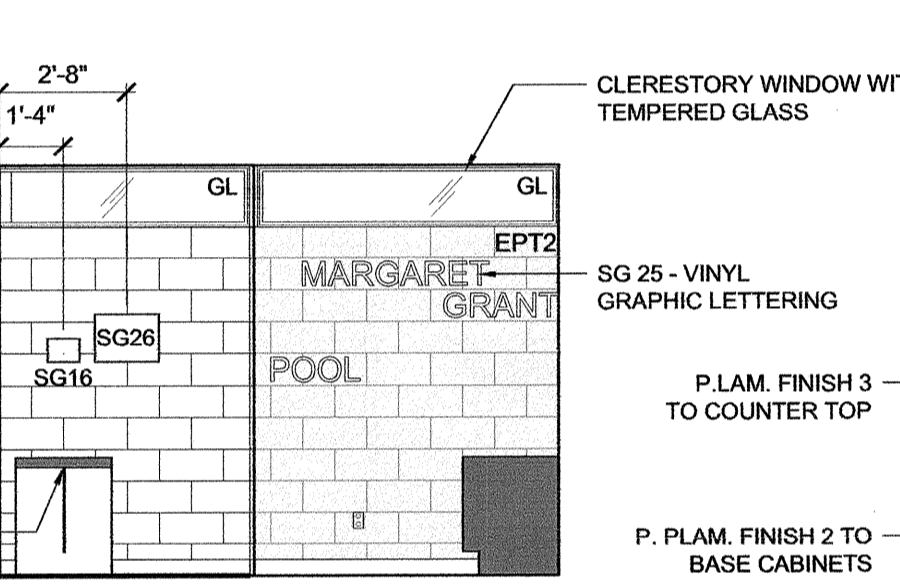 2'-8"
1'-4"
CLERESTORY WINDOW
TEMPERED GLASS
GL
GL
EPT2
MARGARET
GRANT
SG 25 - VINYL
GRAPHIC LETTERING
SG26
SG16
POOL
P.LAM. FINISH 3
TO COUNTER TOP
P. PLAM. FINISH 2 TO
BASE CABINETS